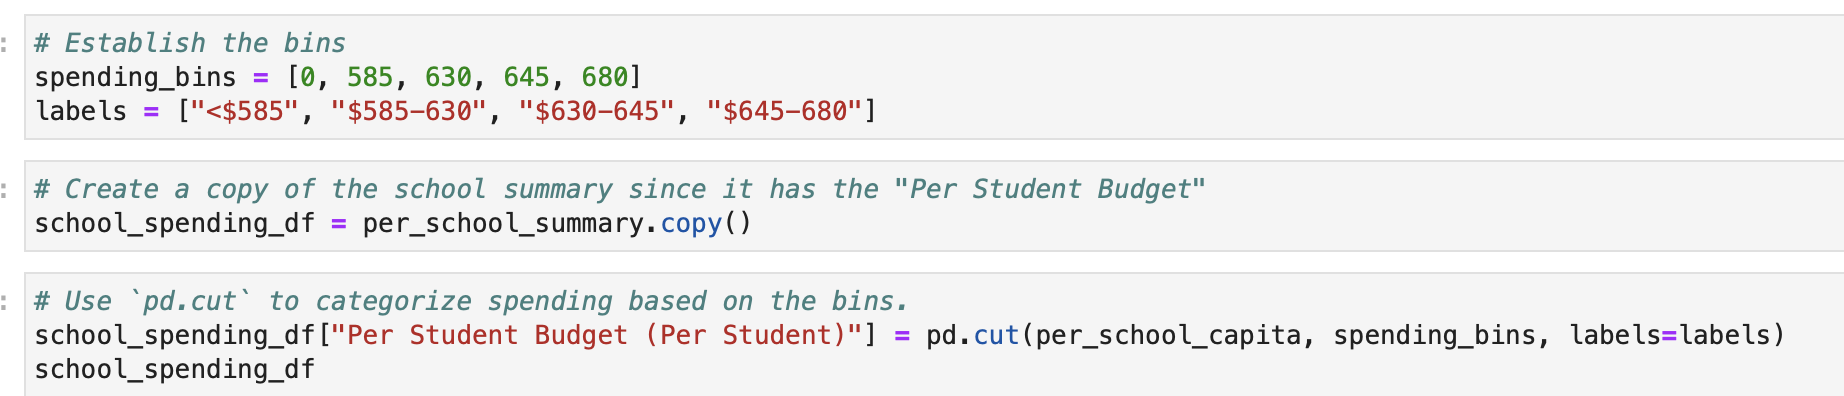 # Establish the bins
spending_bins = [0, 585, 630, 645, 680]
labels = ["<$585", "$585-630", "$630-645", "$645-680"]
# Create a copy of the school summary since it has the "Per Student Budget"
school_spending_df = per_school_summary.copy()
# Use `pd.cut` to categorize spending based on the bins.
school_spending_df["Per Student Budget (Per Student)"] = pd.cut(per_school_capita, spending_bins, labels=labels)
school_spending_df